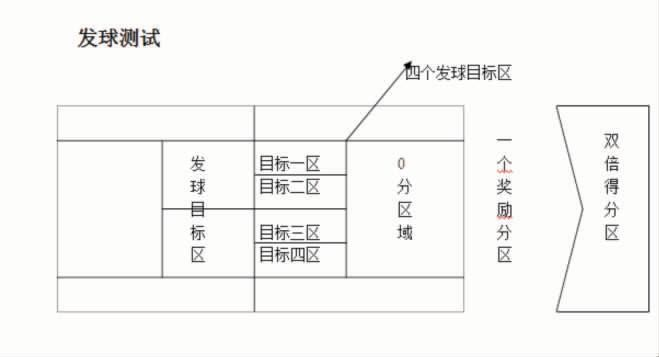 发球测试
四个发球目标区
发球目标区
目标一区
目标二区
目标三区
目标四区
0分区域
一个奖励分区
双倍得分区